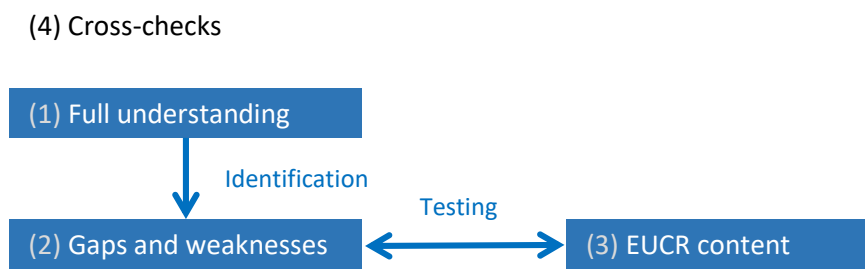 (4) Cross-checks
(1) Full understanding
Identification
Testing
(2) Gaps and weaknesses
(3) EUCR content